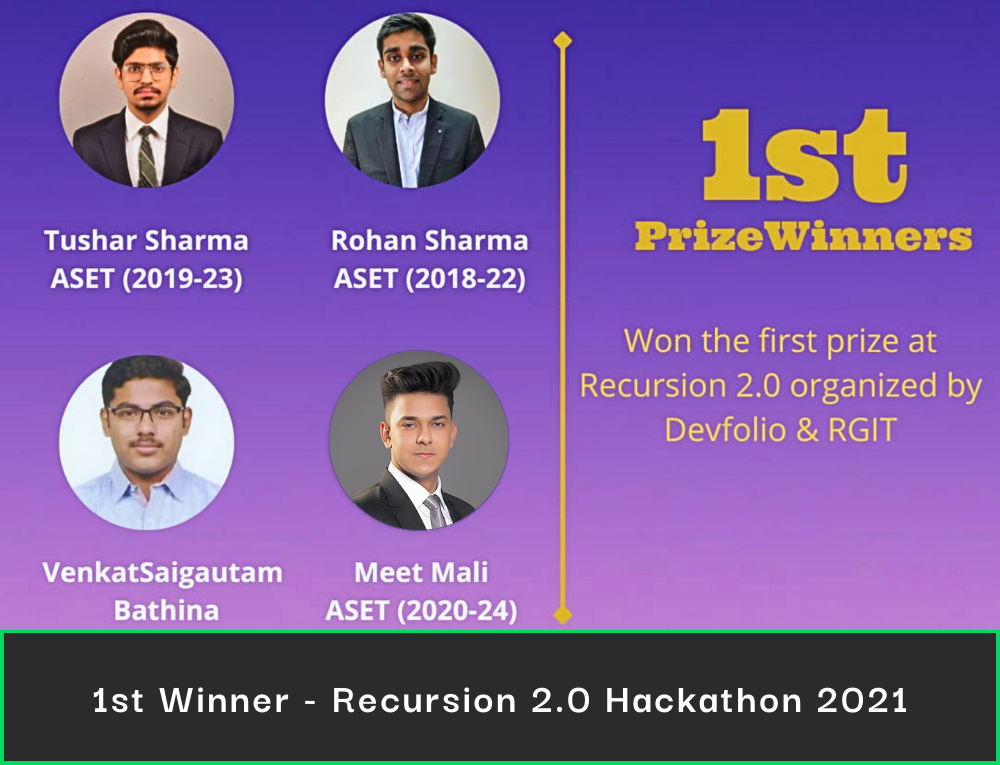 Tushar Sharma
ASET (2019-23)
Rohan Sharma
ASET (2018-22)
VenkatSaigautam
Bathina
Meet Mali
ASET (2020-24)
1st
PrizeWinners
Won the first prize at
Recursion 2.0 organized by
Devfolio & RGIT
1st Winner - Recursion 2.0 Hackathon 2021